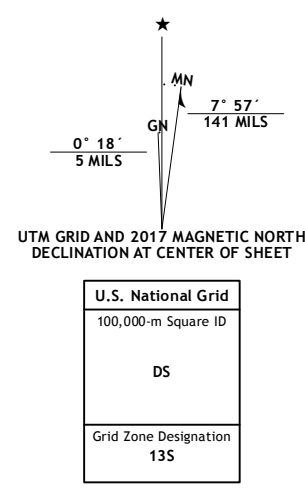 MN
7° 57´
141 MILS
GN
0° 18´
5 MILS
UTM GRID AND 2017 MAGNETIC NORTH
DECLINATION AT CENTER OF SHEET
U.S. National Grid
100,000-m Square ID
DS
Grid Zone Designation
13S